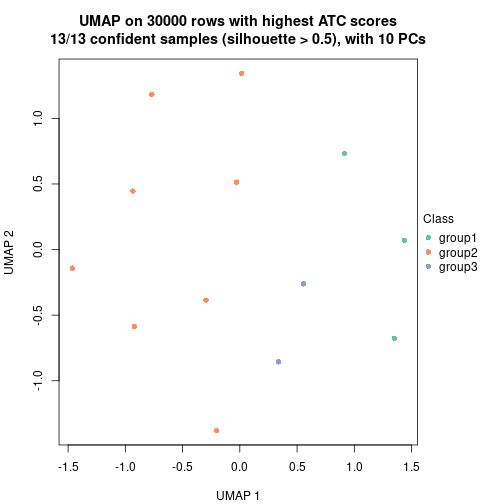 UMAP on 30000 rows with highest ATC scores
13/13 confident samples (silhouette > 0.5), with 10 PCs
UMAP 2
1.0
0.5
0.0
-0.5
-1.0
-1.5
-1.0
-0.5
0.0
0.5
1.0
1.5
UMAP 1
Class
group1
group2
group3